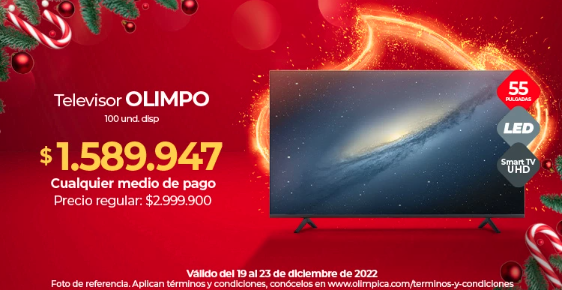 Televisor OLIMPO
100 und. disp
$1.589.947
Cualquier medio de pago
Precio regular: $2.999.900
55
PULGADAS
LED
Smart TV
UHD
Válido del 19 al 23 de diciembre de 2022
Foto de referencia. Aplican términos y condiciones, conócelos en www.olimpica.com/terminos-y-condiciones